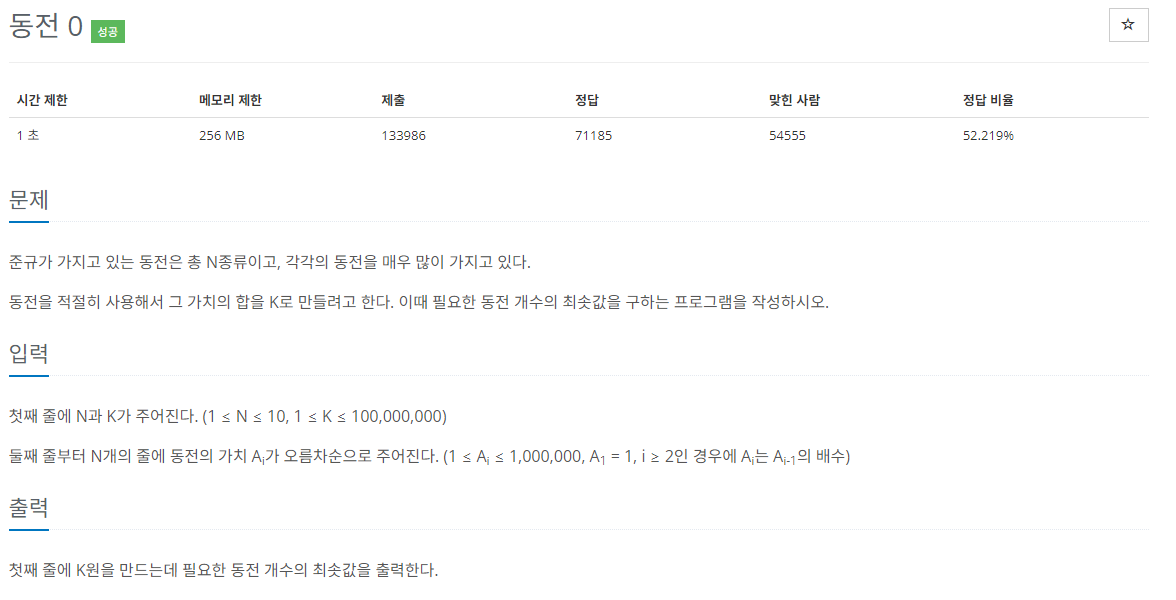 동전 0 성공
☆
시간 제한 메모리 제한 제출 정답 맞힌 사람 정답 비율
1 초 256 MB 133986 71185 54555 52.219%
문제
준규가 가지고 있는 동전은 총 N종류이고, 각각의 동전을 매우 많이 가지고 있다.
동전을 적절히 사용해서 그 가치의 합을 K로 만들려고 한다. 이때 필요한 동전 개수의 최솟값을 구하는 프로그램을 작성하시오.
입력
첫째 줄에 N과 K가 주어진다. (1 ≤ N ≤ 10, 1 ≤ K ≤ 100,000,000)
둘째 줄부터 N개의 줄에 동전의 가치 Ai가 오름차순으로 주어진다. (1 ≤ Ai ≤ 1,000,000, A1 = 1, i ≥ 2인 경우에 Ai는 Ai-1의 배수)
출력
첫째 줄에 K원을 만드는데 필요한 동전 개수의 최솟값을 출력한다.